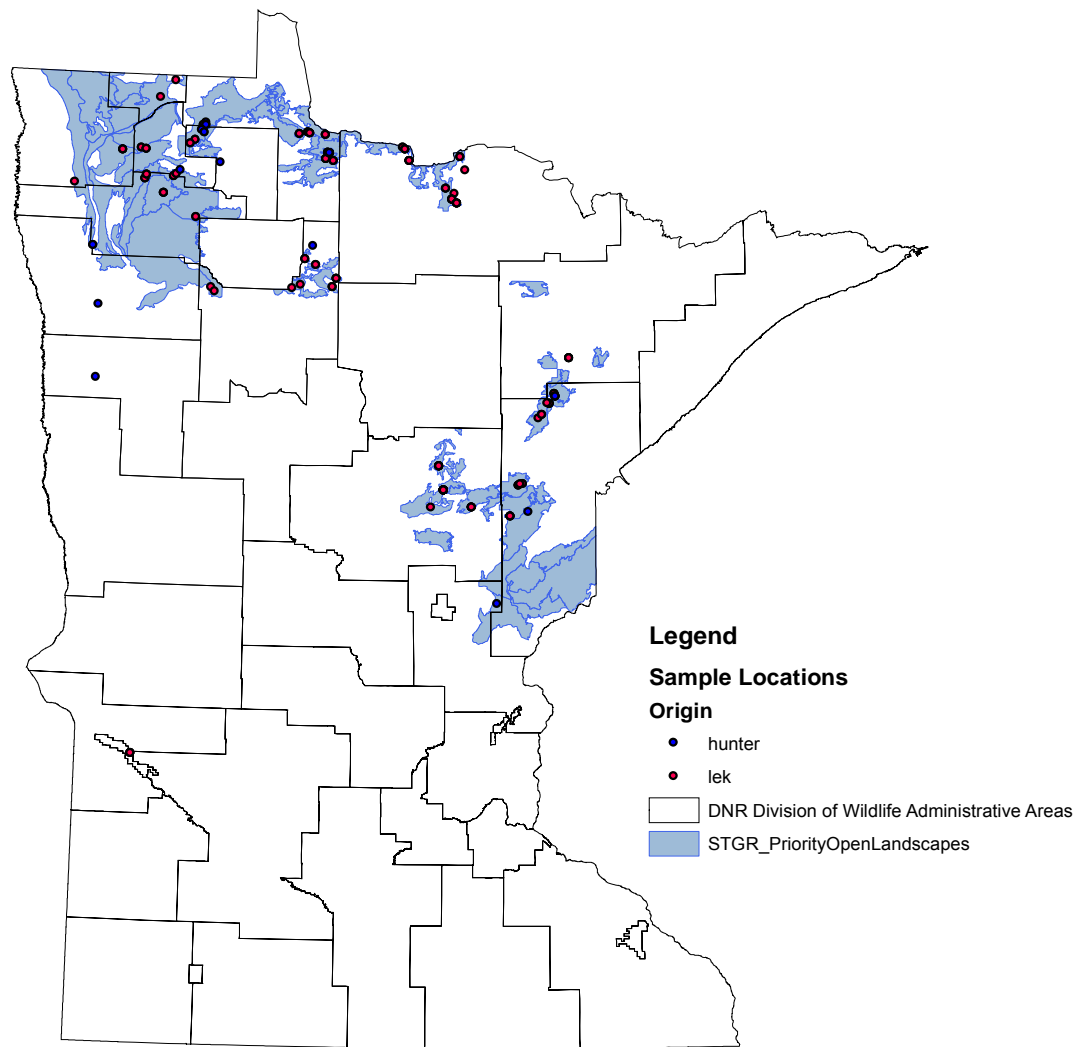 Legend
Sample Locations
Origin
hunter
lek
DNR Division of Wildlife Administrative Areas
STGR_PriorityOpenLandscapes